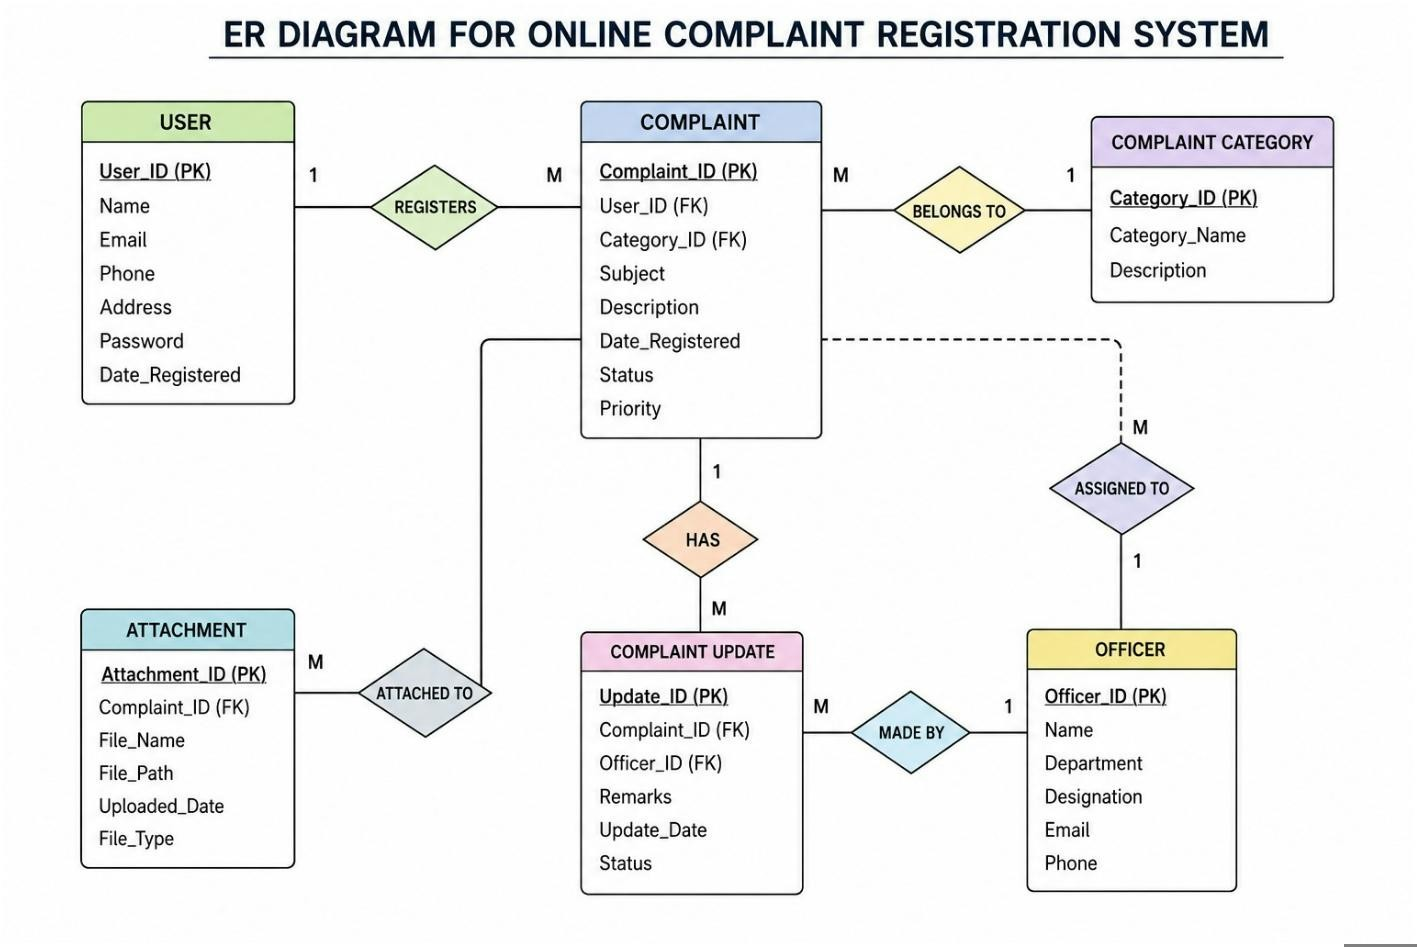 ER DIAGRAM FOR ONLINE COMPLAINT REGISTRATION SYSTEM
USER
User_ID (PK)
Name
Email
Phone
Address
Password
Date_Registered
1
REGISTERS
M
COMPLAINT
Complaint_ID (PK)
User_ID (FK)
Category_ID (FK)
Subject
Description
Date_Registered
Status
Priority
M
BELONGS TO
1
COMPLAINT CATEGORY
Category_ID (PK)
Category_Name
Description
M
ASSIGNED TO
1
1
HAS
M
ATTACHMENT
Attachment_ID (PK)
Complaint_ID (FK)
File_Name
File_Path
Uploaded_Date
File_Type
M
ATTACHED TO
COMPLAINT UPDATE
Update_ID (PK)
Complaint_ID (FK)
Officer_ID (FK)
Remarks
Update_Date
Status
M
MADE BY
1
OFFICER
Officer_ID (PK)
Name
Department
Designation
Email
Phone